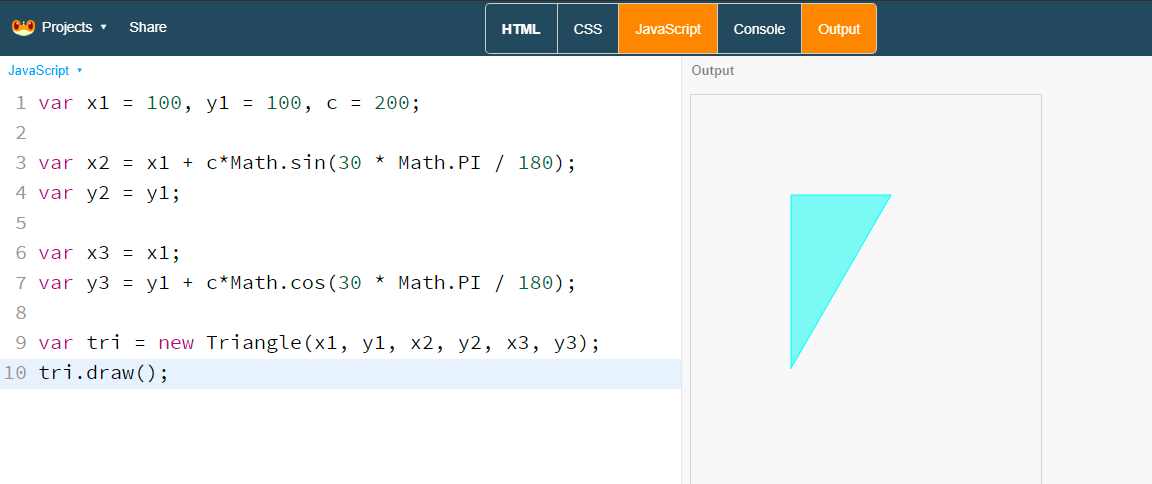 Projects ▾ Share HTML CSS JavaScript Console Output
JavaScript ▾
Output
1 var x1 = 100, y1 = 100, c = 200;
2
3 var x2 = x1 + c*Math.sin(30 * Math.PI / 180);
4 var y2 = y1;
5
6 var x3 = x1;
7 var y3 = y1 + c*Math.cos(30 * Math.PI / 180);
8
9 var tri = new Triangle(x1, y1, x2, y2, x3, y3);
10 tri.draw();